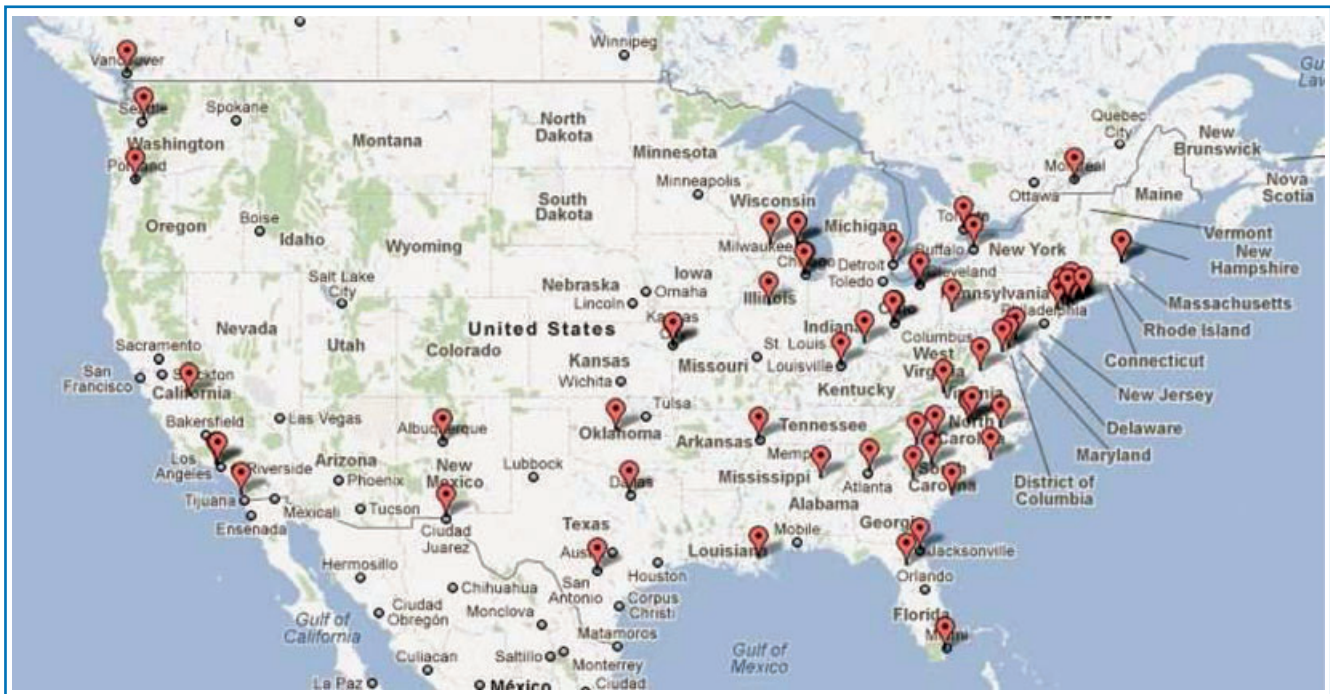 Winnipeg
Vancouver
Seattle
Spokane
Washington
Montana
North
Dakota
Minnesota
Quebec
City
New
Brunswick
Montreal
Ottawa
Maine
Nova
Scotia
Portland
Minneapolis
South
Dakota
Wisconsin
Oregon
Boise
Idaho
Wyoming
Michigan
Milwaukee
Buffalo
New York
Vermont
New
Hampshire
Salt Lake
City
Nebraska
Iowa
Omaha
Lincoln
Detroit
Toledo
Cleveland
Illinois
Pennsylvania
Massachusetts
Philadelphia
Rhode Island
Nevada
Utah
Colorado
United States
Kansas
Indiana
Columbus
Connecticut
Sacramento
San
Francisco
Stockton
California
Kansas
Wichita
Missouri
St. Louis
Louisville
Kentucky
West
Virginia
Virginia
New Jersey
Las Vegas
Bakersfield
Albuquerque
Tulsa
Oklahoma
Arkansas
Tennessee
North
Carolina
Delaware
Maryland
Los
Angeles
Riverside
Arizona
Phoenix
New
Mexico
Lubbock
Dallas
Mississippi
Alabama
Atlanta
South
Carolina
District of
Columbia
Tijuana
Mexicali
Ensenada
Tucson
Ciudad
Juarez
Texas
Louisiana
Mobile
Georgia
Jacksonville
Hermosillo
Chihuahua
San
Antonio
Houston
Orlando
Gulf of
California
Ciudad
Obregón
Monclova
Corpus
Christi
Florida
Matamoros
Miami
Culiacan
Saltillo
Monterrey
Gulf of
Mexico
La Paz
México
Ciudad